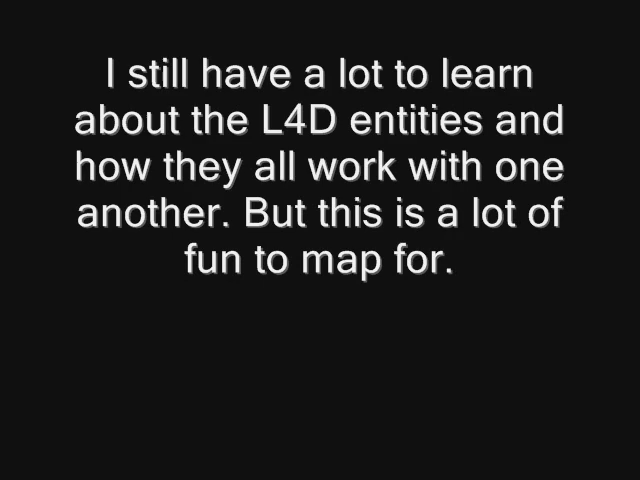 I still have a lot to learn
about the L4D entities and
how they all work with one
another. But this is a lot of
fun to map for.